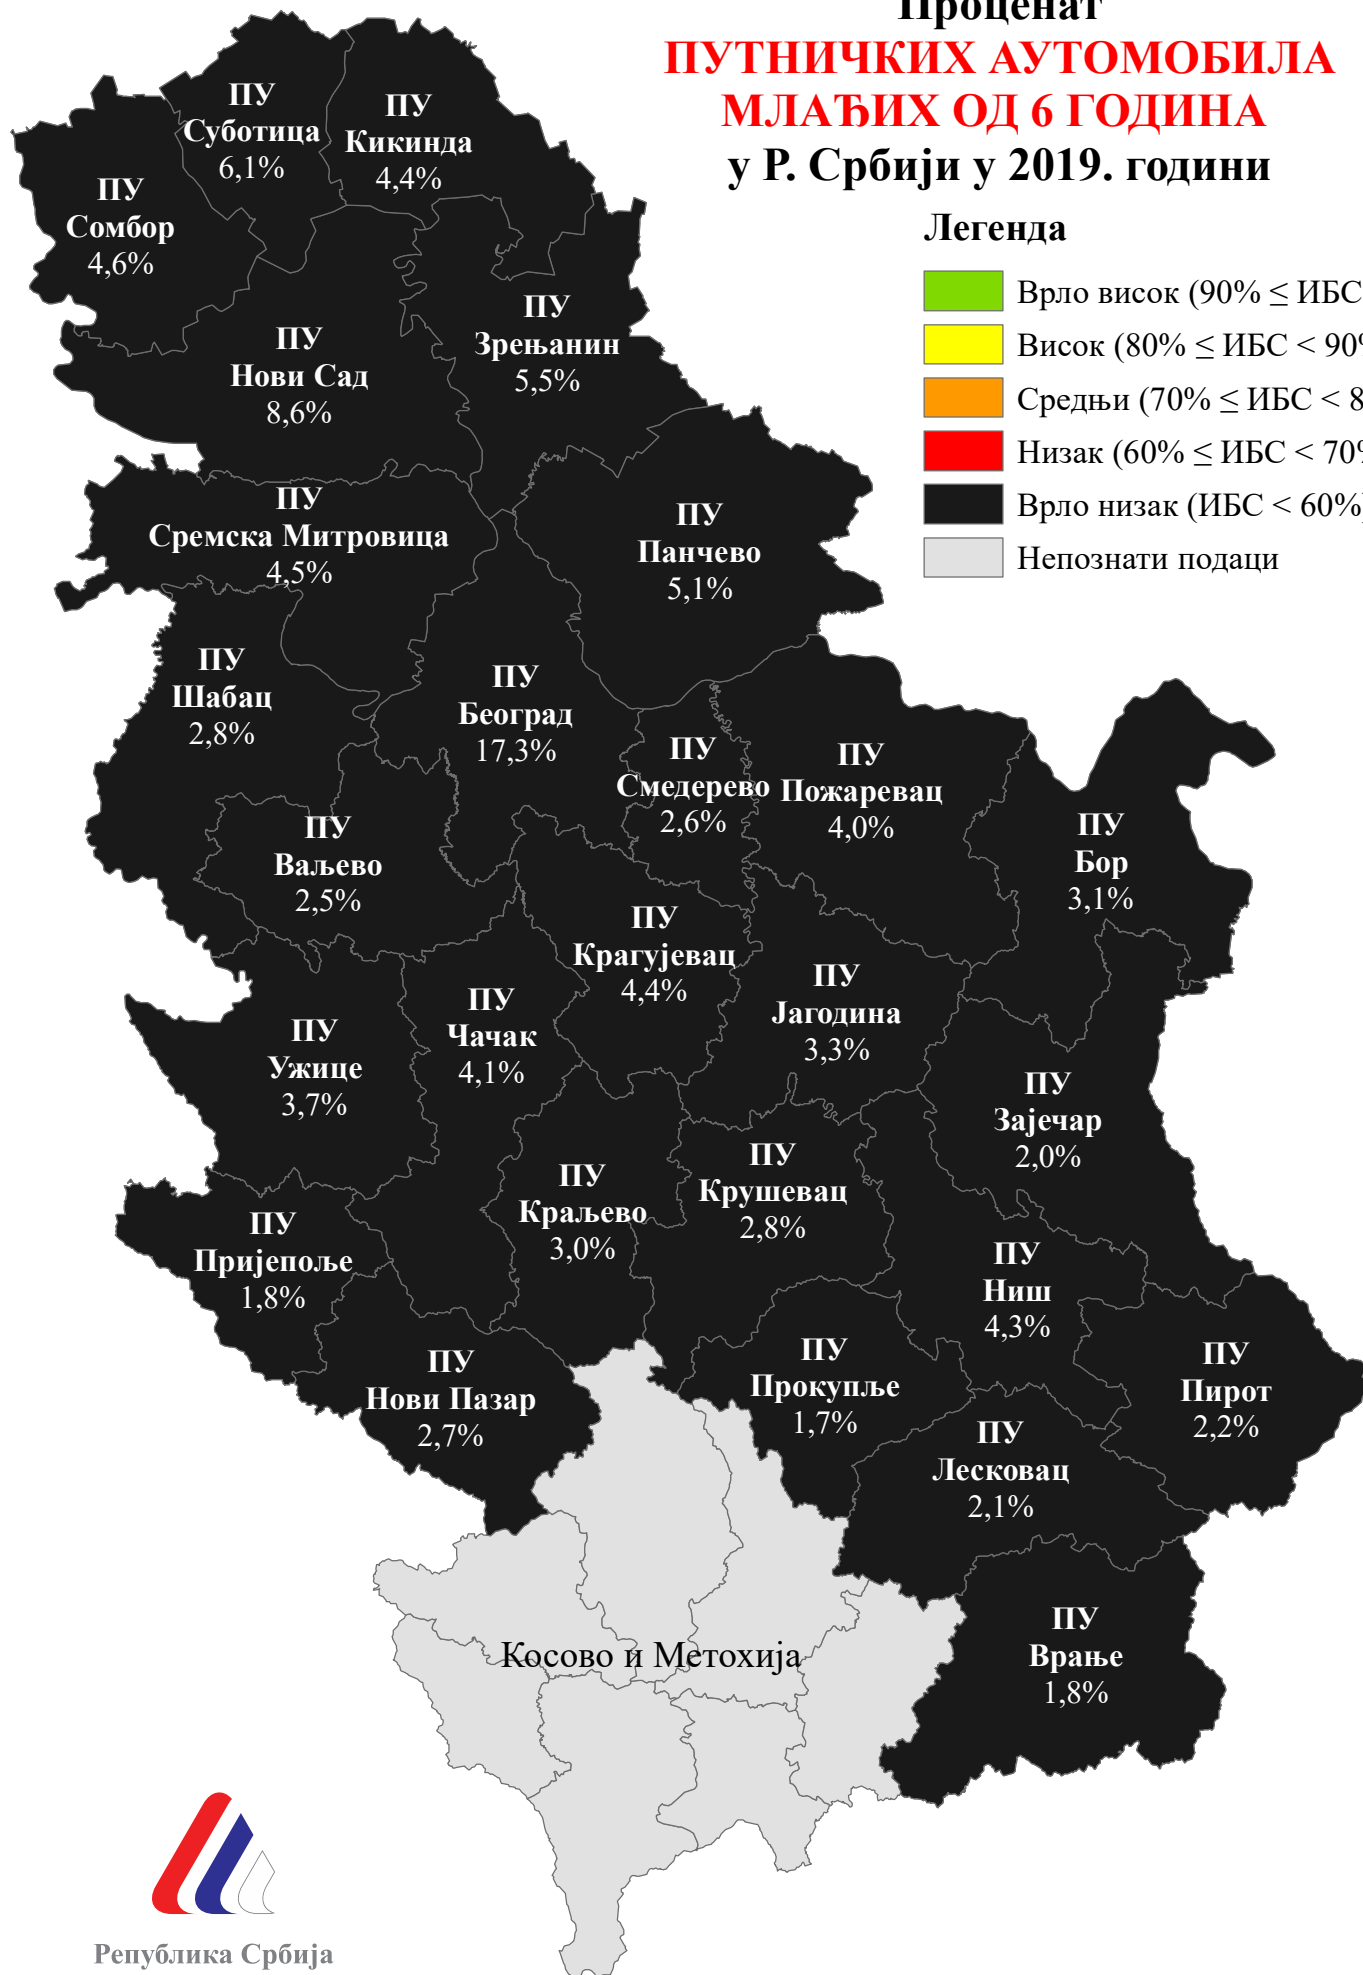 Проценат
ПУТНИЧКИХ АУТОМОБИЛА
МЛАЂИХ ОД 6 ГОДИНА
у Р. Србији у 2019. години
Легенда
Врло висок (90% ≤ ИБС
Висок (80% ≤ ИБС < 90%
Средњи (70% ≤ ИБС < 8
Низак (60% ≤ ИБС < 70%
Врло низак (ИБС < 60%)
Непознати подаци
ПУ
Суботица
6,1%
ПУ
Кикинда
4,4%
ПУ
Сомбор
4,6%
ПУ
Зрењанин
5,5%
ПУ
Нови Сад
8,6%
ПУ
Сремска Митровица
4,5%
ПУ
Панчево
5,1%
ПУ
Шабац
2,8%
ПУ
Београд
17,3%
ПУ
Смедерево
2,6%
ПУ
Пожаревац
4,0%
ПУ
Бор
3,1%
ПУ
Ваљево
2,5%
ПУ
Крагујевац
4,4%
ПУ
Јагодина
3,3%
ПУ
Чачак
4,1%
ПУ
Ужице
3,7%
ПУ
Зајечар
2,0%
ПУ
Крушевац
2,8%
ПУ
Краљево
3,0%
ПУ
Пријепоље
1,8%
ПУ
Ниш
4,3%
ПУ
Прокупље
1,7%
ПУ
Пирот
2,2%
ПУ
Нови Пазар
2,7%
ПУ
Лесковац
2,1%
ПУ
Врање
1,8%
Косово и Метохија
Република Србија